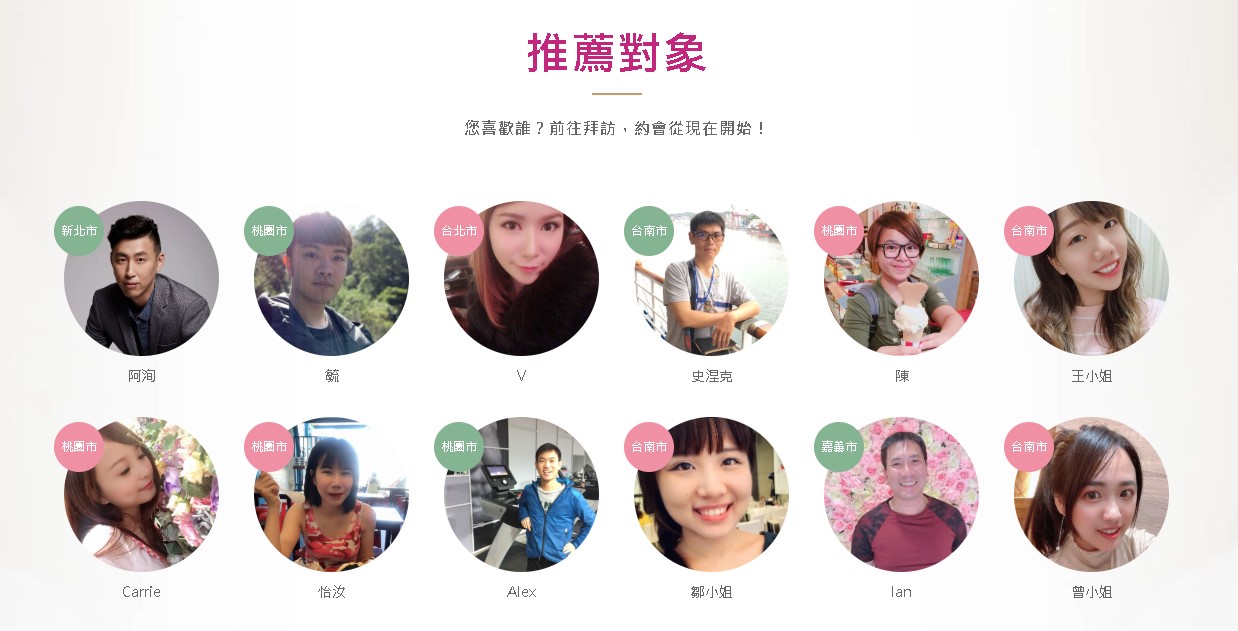 推薦對象
您喜歡誰？前往拜訪，約會從現在開始！
新北市
桃園市
台北市
台南市
桃園市
台南市
阿洵
毓
V
史涅克
陳
王小姐
桃園市
桃園市
桃園市
台南市
嘉義市
台南市
Carrie
怡汝
Alex
鄒小姐
Ian
曾小姐